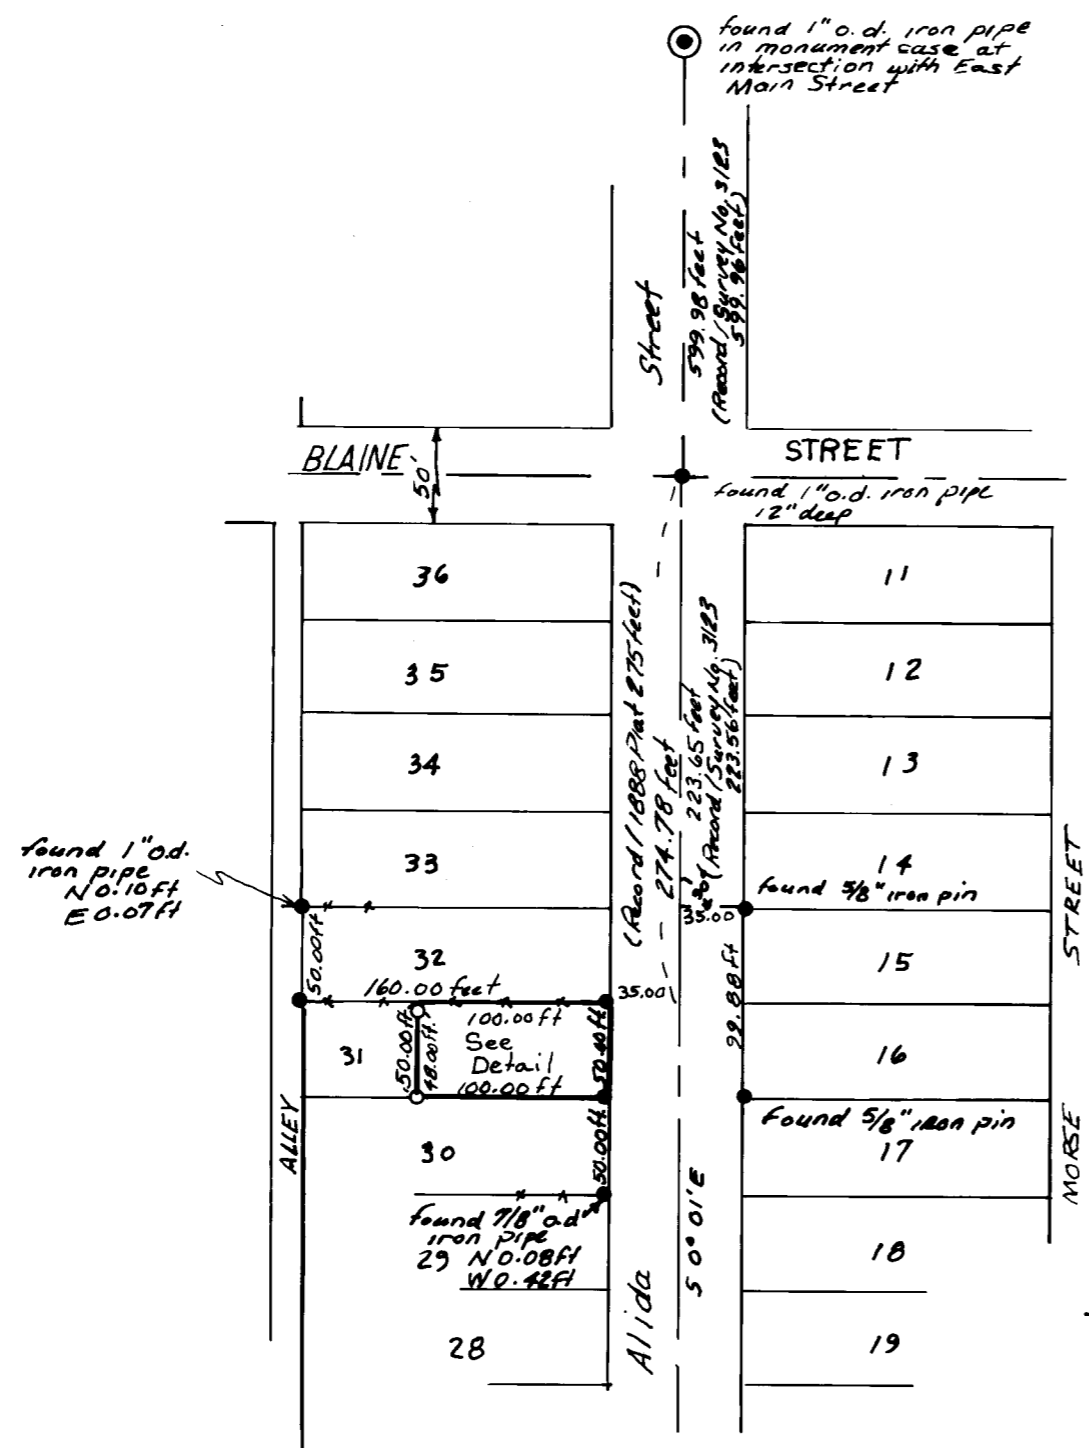 found 1" o.d. iron pipe
in monument case at
intersection with East
Main Street
Street
599.98 feet
(Record/Survey No. 3123
599.96 feet)
BLAINE
50'
STREET
found 1" o.d. iron pipe
12" deep
36
11
35
12
34
13
33
14
(Record/1888 Plat 275 feet)
274.78 feet
223.65 feet
(Record/Survey No. 3123
223.56 feet)
found 1" o.d.
iron pipe
N 0.10 ft
E 0.07 ft
found 5/8" iron pin
35.00
50.00 ft
32
15
160.00 feet
35.00
99.88 ft
100.00 ft
See
Detail
100.00 ft
31
50.00 ft
48.00 ft.
50.40 ft
16
found 5/8" iron pin
17
30
50.00 ft.
ALLEY
STREET
MORSE
found 7/8" o.d
iron pipe
29 N 0.08 ft
W 0.42 ft
S 0° 01' E
18
Alida
28
19